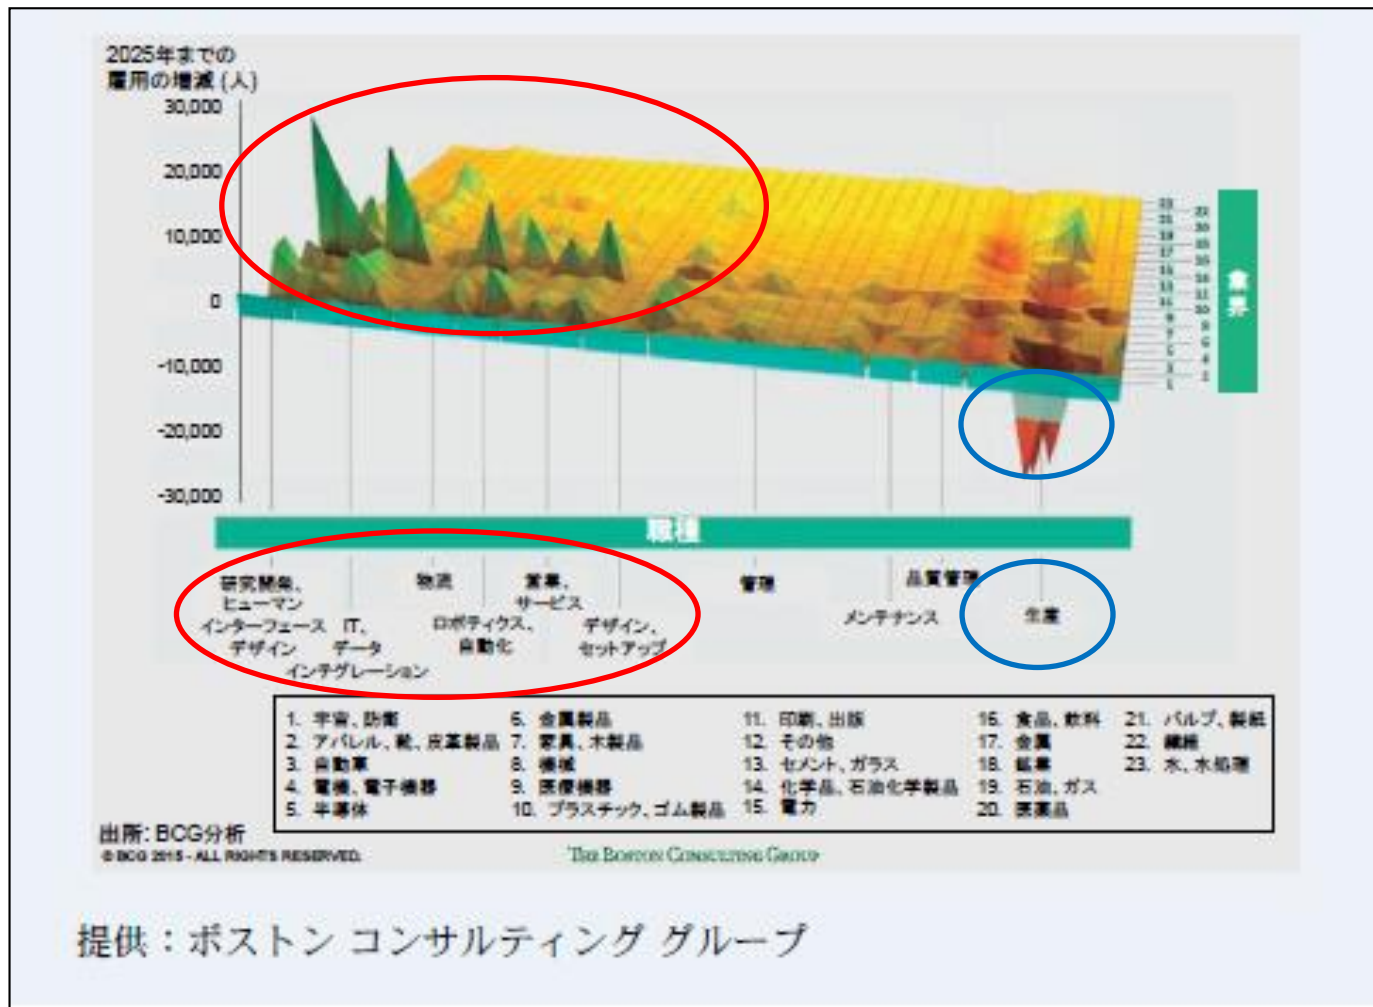 2025年までの
雇用の増減 (人)
30,000
20,000
10,000
0
-10,000
-20,000
-30,000
業界
職種
研究開発、
ヒューマン
インターフェース
デザイン
IT、
データ
インテグレーション
物流
ロボティクス、
自動化
営業、
サービス
デザイン、
セットアップ
管理
メンテナンス
品質管理
生産
1. 宇宙、防衛
2. アパレル、靴、皮革製品
3. 自動車
4. 電機、電子機器
5. 半導体
6. 金属製品
7. 家具、木製品
8. 機械
9. 医療機器
10. プラスチック、ゴム製品
11. 印刷、出版
12. その他
13. セメント、ガラス
14. 化学品、石油化学製品
15. 電力
16. 食品、飲料
17. 金属
18. 鉱業
19. 石油、ガス
20. 医薬品
21. パルプ、製紙
22. 繊維
23. 水、水処理
出所: BCG分析
© BCG 2015 - ALL RIGHTS RESERVED.
THE BOSTON CONSULTING GROUP
提供：ボストン コンサルティング グループ